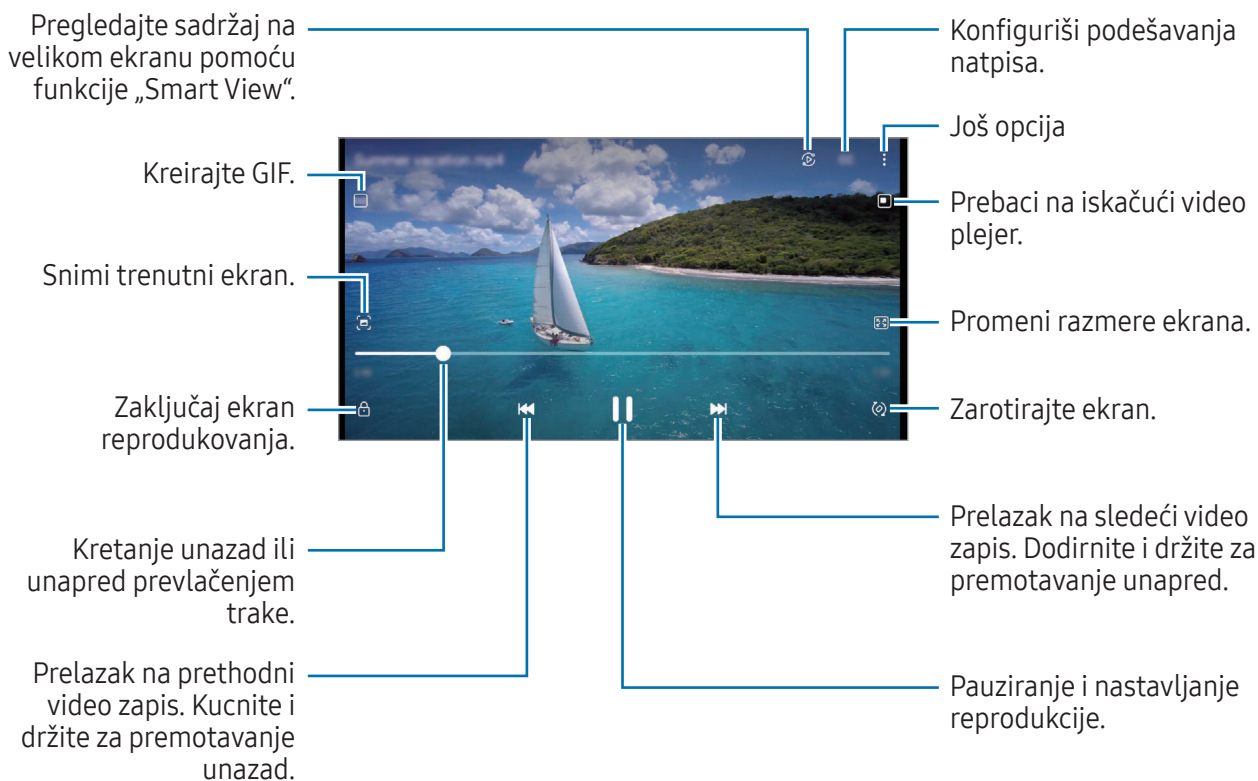 Pregledajte sadržaj na
velikom ekranu pomoću
funkcije „Smart View“.
Kreirajte GIF.
Snimi trenutni ekran.
Zaključaj ekran
reprodukovanja.
Kretanje unazad ili
unapred prevlačenjem
trake.
Prelazak na prethodni
video zapis. Kucnite i
držite za premotavanje
unazad.
Konfiguriši podešavanja
natpisa.
Još opcija
Prebaci na iskačući video
plejer.
Promeni razmere ekrana.
Zarotirajte ekran.
Prelazak na sledeći video
zapis. Dodirnite i držite za
premotavanje unapred.
Pauziranje i nastavljanje
reprodukcije.